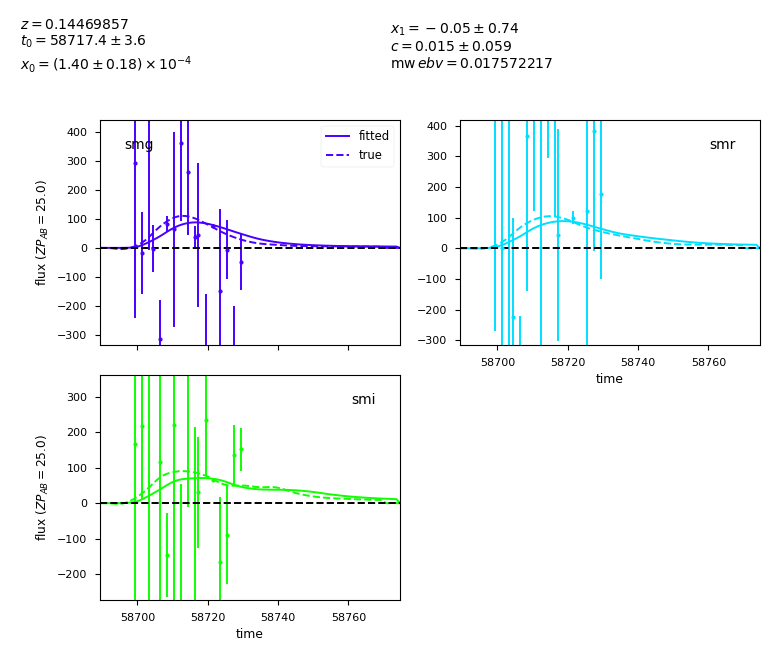 z = 0.14469857
t₀ = 58717.4 ± 3.6
x₀ = (1.40 ± 0.18) × 10⁻⁴
x₁ = −0.05 ± 0.74
c = 0.015 ± 0.059
mw ebv = 0.017572217
smg
fitted
true
400
300
200
100
0
−100
−200
−300
flux (ZP_AB = 25.0)
smr
400
300
200
100
0
−100
−200
−300
58700 58720 58740 58760
time
smi
300
200
100
0
−100
−200
flux (ZP_AB = 25.0)
58700 58720 58740 58760
time